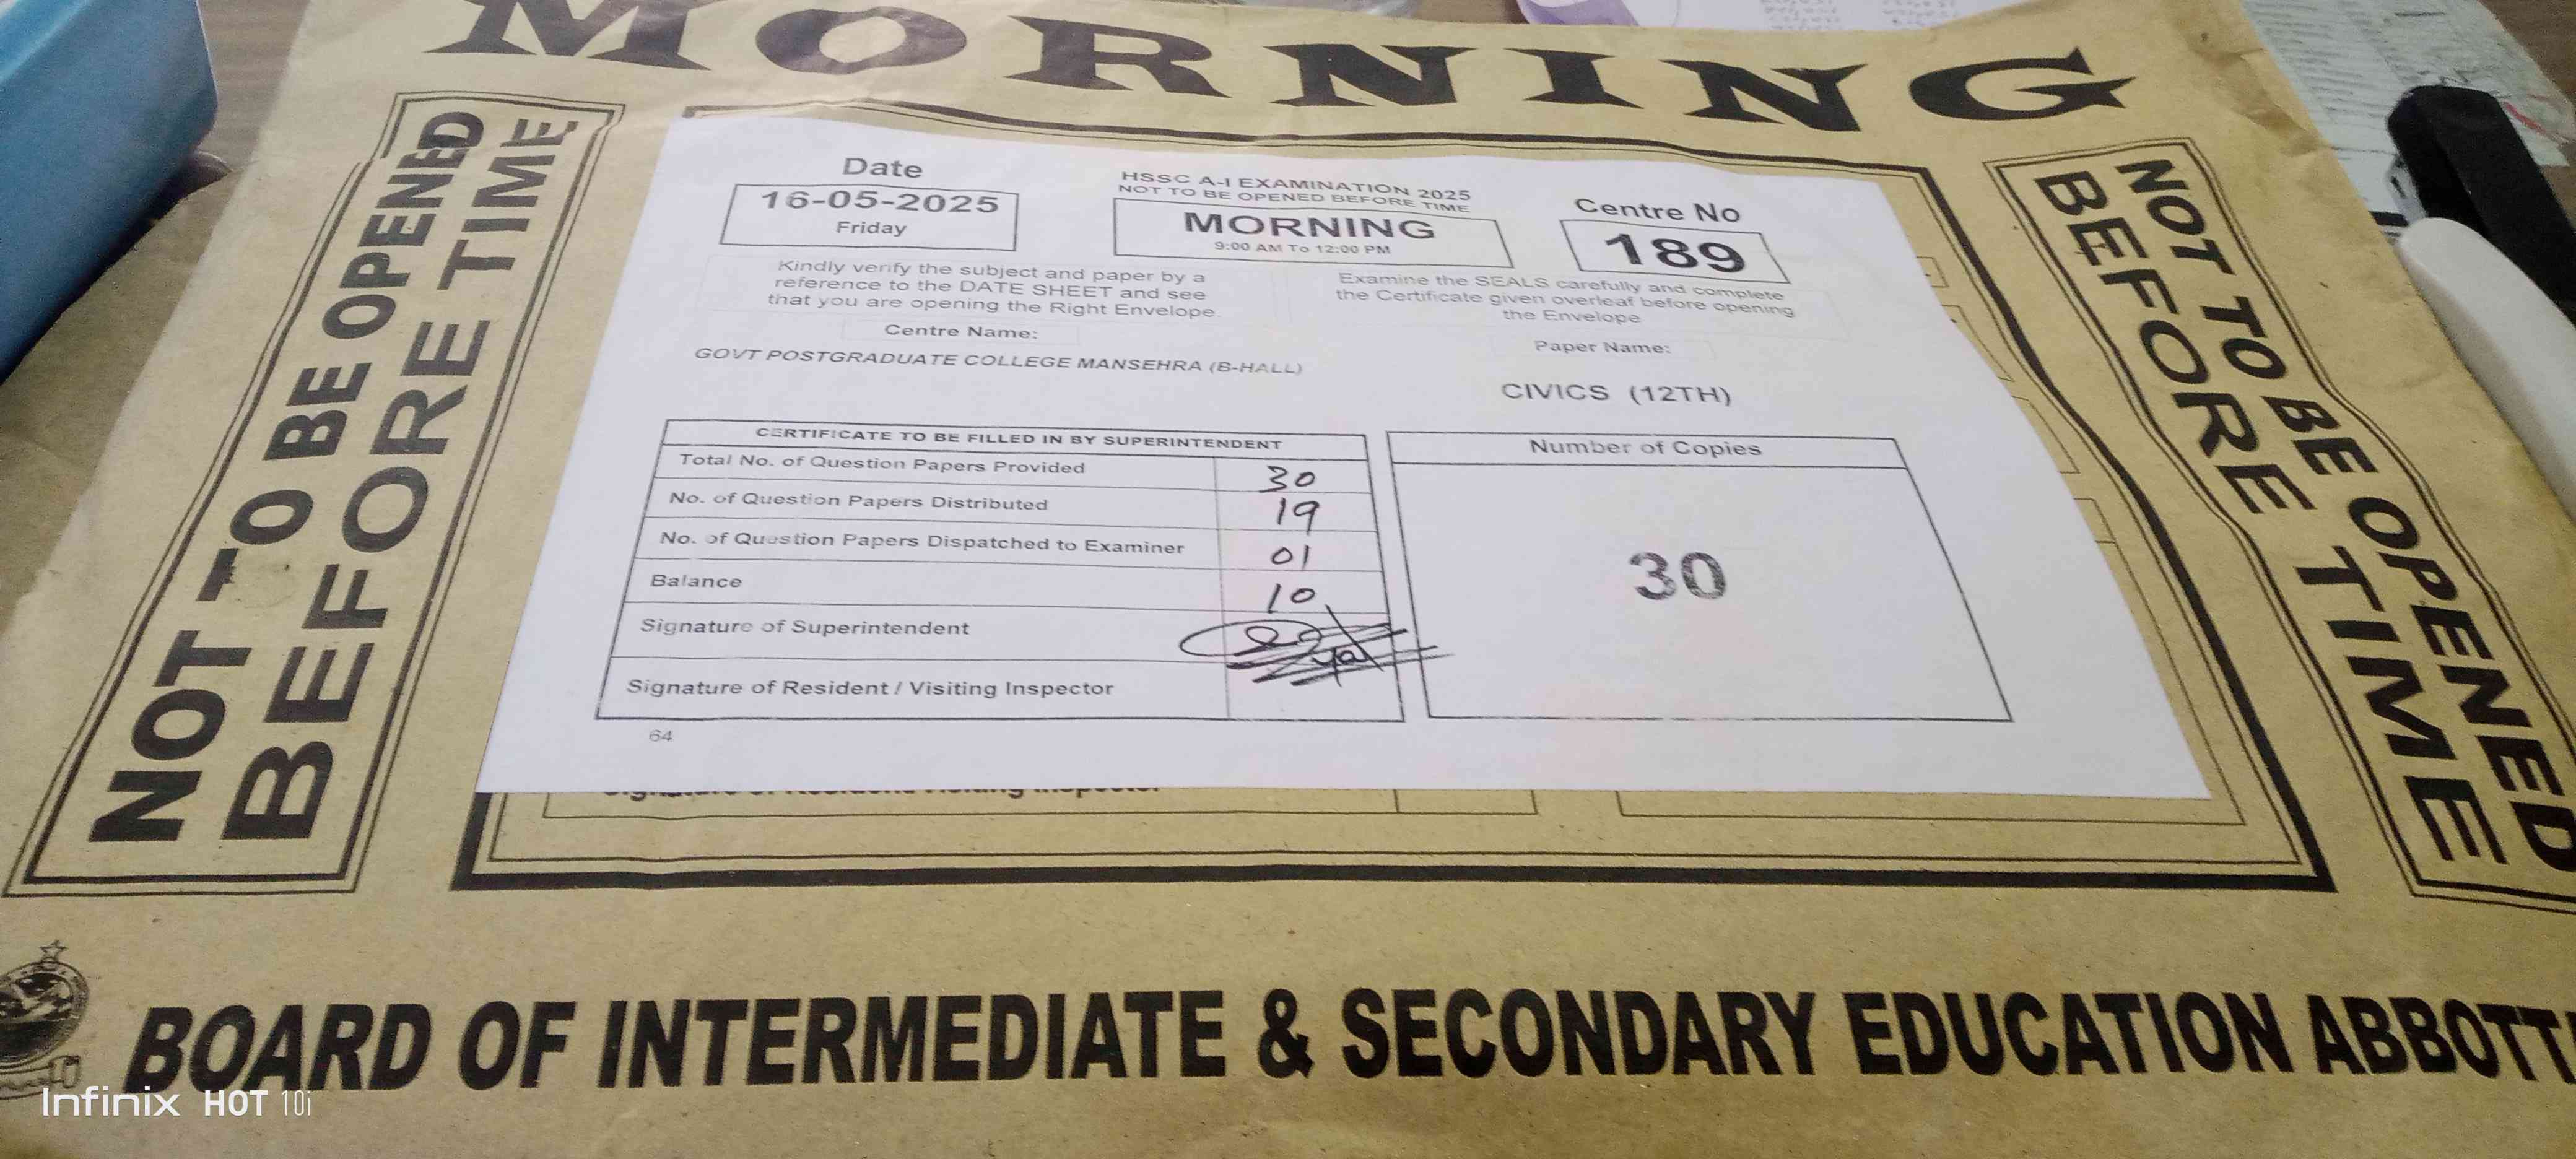 MORNING
NOT TO BE OPENED
BEFORE TIME
Date
16-05-2025
Friday
HSSC A-I EXAMINATION 2025
NOT TO BE OPENED BEFORE TIME
MORNING
9:00 AM To 12:00 PM
Centre No
189
Kindly verify the subject and paper by a
reference to the DATE SHEET and see
that you are opening the Right Envelope.
Examine the SEALS carefully and complete
the Certificate given overleaf before opening
the Envelope
Centre Name:
GOVT POSTGRADUATE COLLEGE MANSEHRA (B-HALL)
Paper Name:
CIVICS (12TH)
CERTIFICATE TO BE FILLED IN BY SUPERINTENDENT
Total No. of Question Papers Provided 30
No. of Question Papers Distributed 19
No. of Question Papers Dispatched to Examiner 01
Balance 10
Signature of Superintendent
Signature of Resident / Visiting Inspector
64
Number of Copies
30
NOT TO BE OPENED
BEFORE TIME
BOARD OF INTERMEDIATE & SECONDARY EDUCATION ABBOTT
Infinix HOT 10i